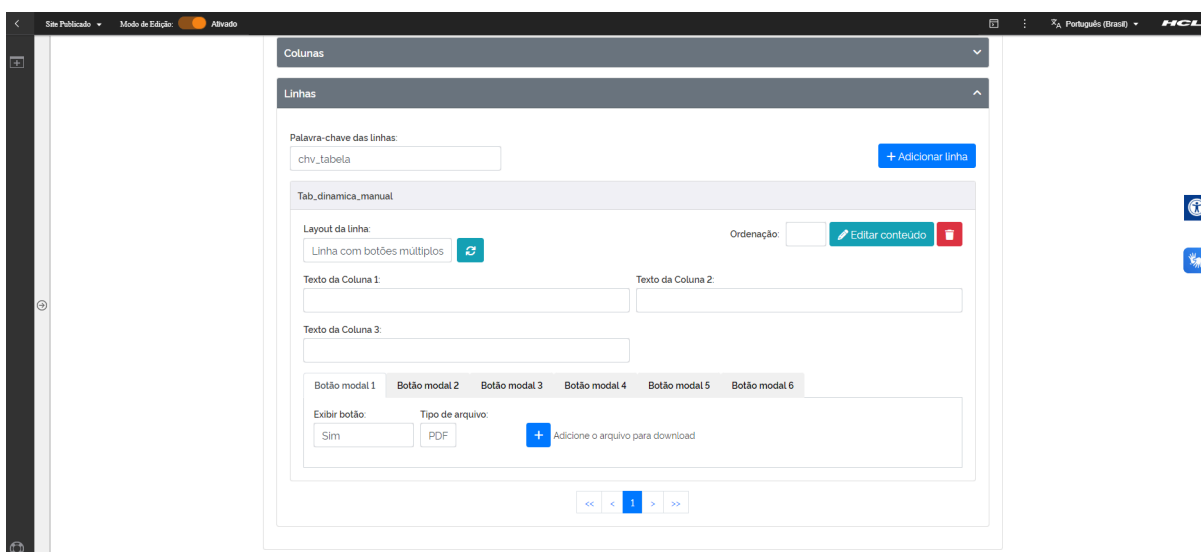 Site Publicado Modo de Edição: Ativado Português (Brasil) HCL
Colunas
Linhas
Palavra-chave das linhas:
chv_tabela
+ Adicionar linha
Tab_dinamica_manual
Layout da linha:
Linha com botões múltiplos
Ordenação:
Editar conteúdo
Texto da Coluna 1: Texto da Coluna 2:
Texto da Coluna 3:
Botão modal 1 Botão modal 2 Botão modal 3 Botão modal 4 Botão modal 5 Botão modal 6
Exibir botão: Tipo de arquivo:
Sim PDF + Adicione o arquivo para download
<< < 1 > >>